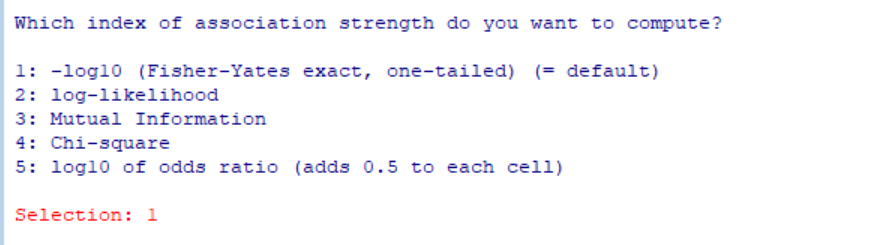 Which index of association strength do you want to compute?
1: -log10 (Fisher-Yates exact, one-tailed) (= default)
2: log-likelihood
3: Mutual Information
4: Chi-square
5: log10 of odds ratio (adds 0.5 to each cell)
Selection: 1